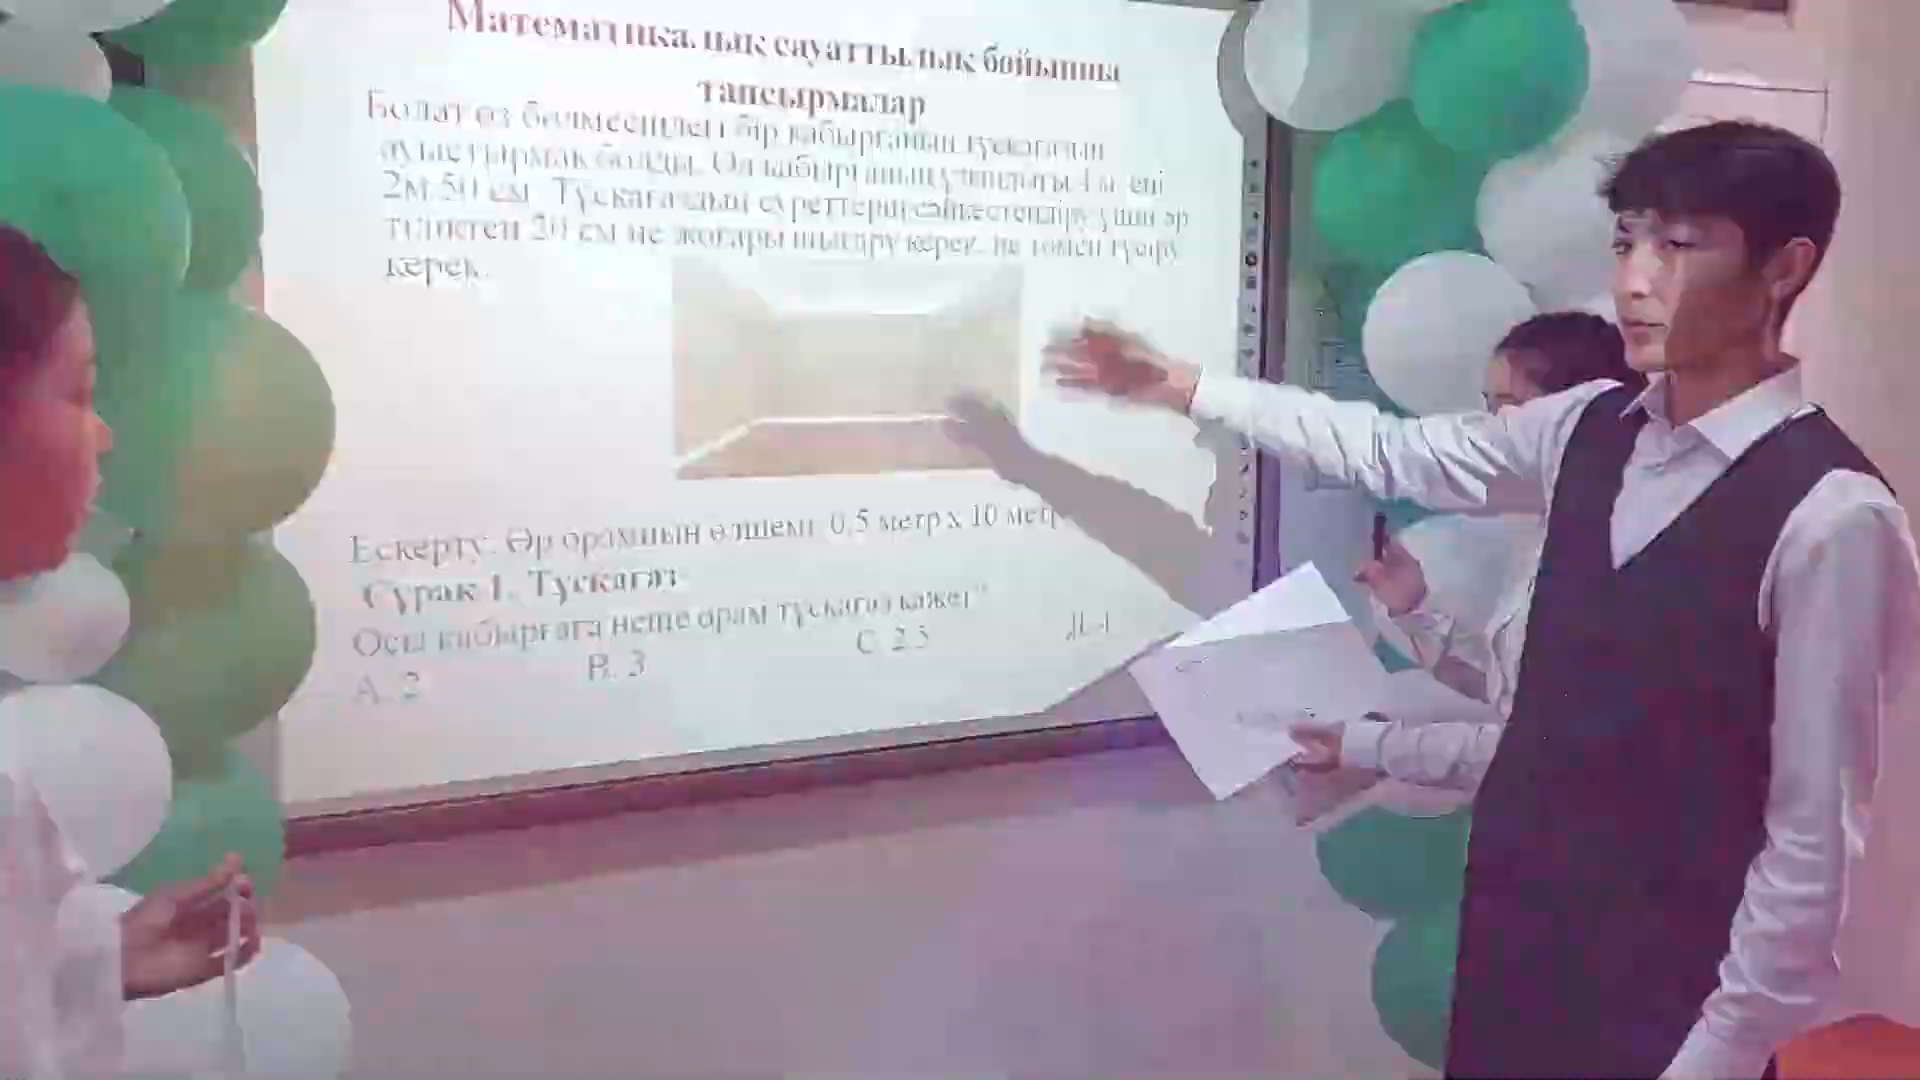 Математикалық сауаттылық бойынша
тапсырмалар
Болат өз бөлмесіндегі бір қабырғаның тұсқағазын
ауыстырмақ болды. Ол қабырғаның ұзындығы 4 м, ені
2м 50 см. Тұсқағаздың суреттерін сәйкестендіру үшін әр
тіліктен 20 см не жоғары шығару керек, не төмен түсіру
керек.
Ескерту: Әр орамның өлшемі 0,5 метр х 10 метр
Сұрақ 1. Тұсқағаз
Осы қабырғаға неше орам тұсқағаз қажет?
А. 2 В. 3 С. 2.5